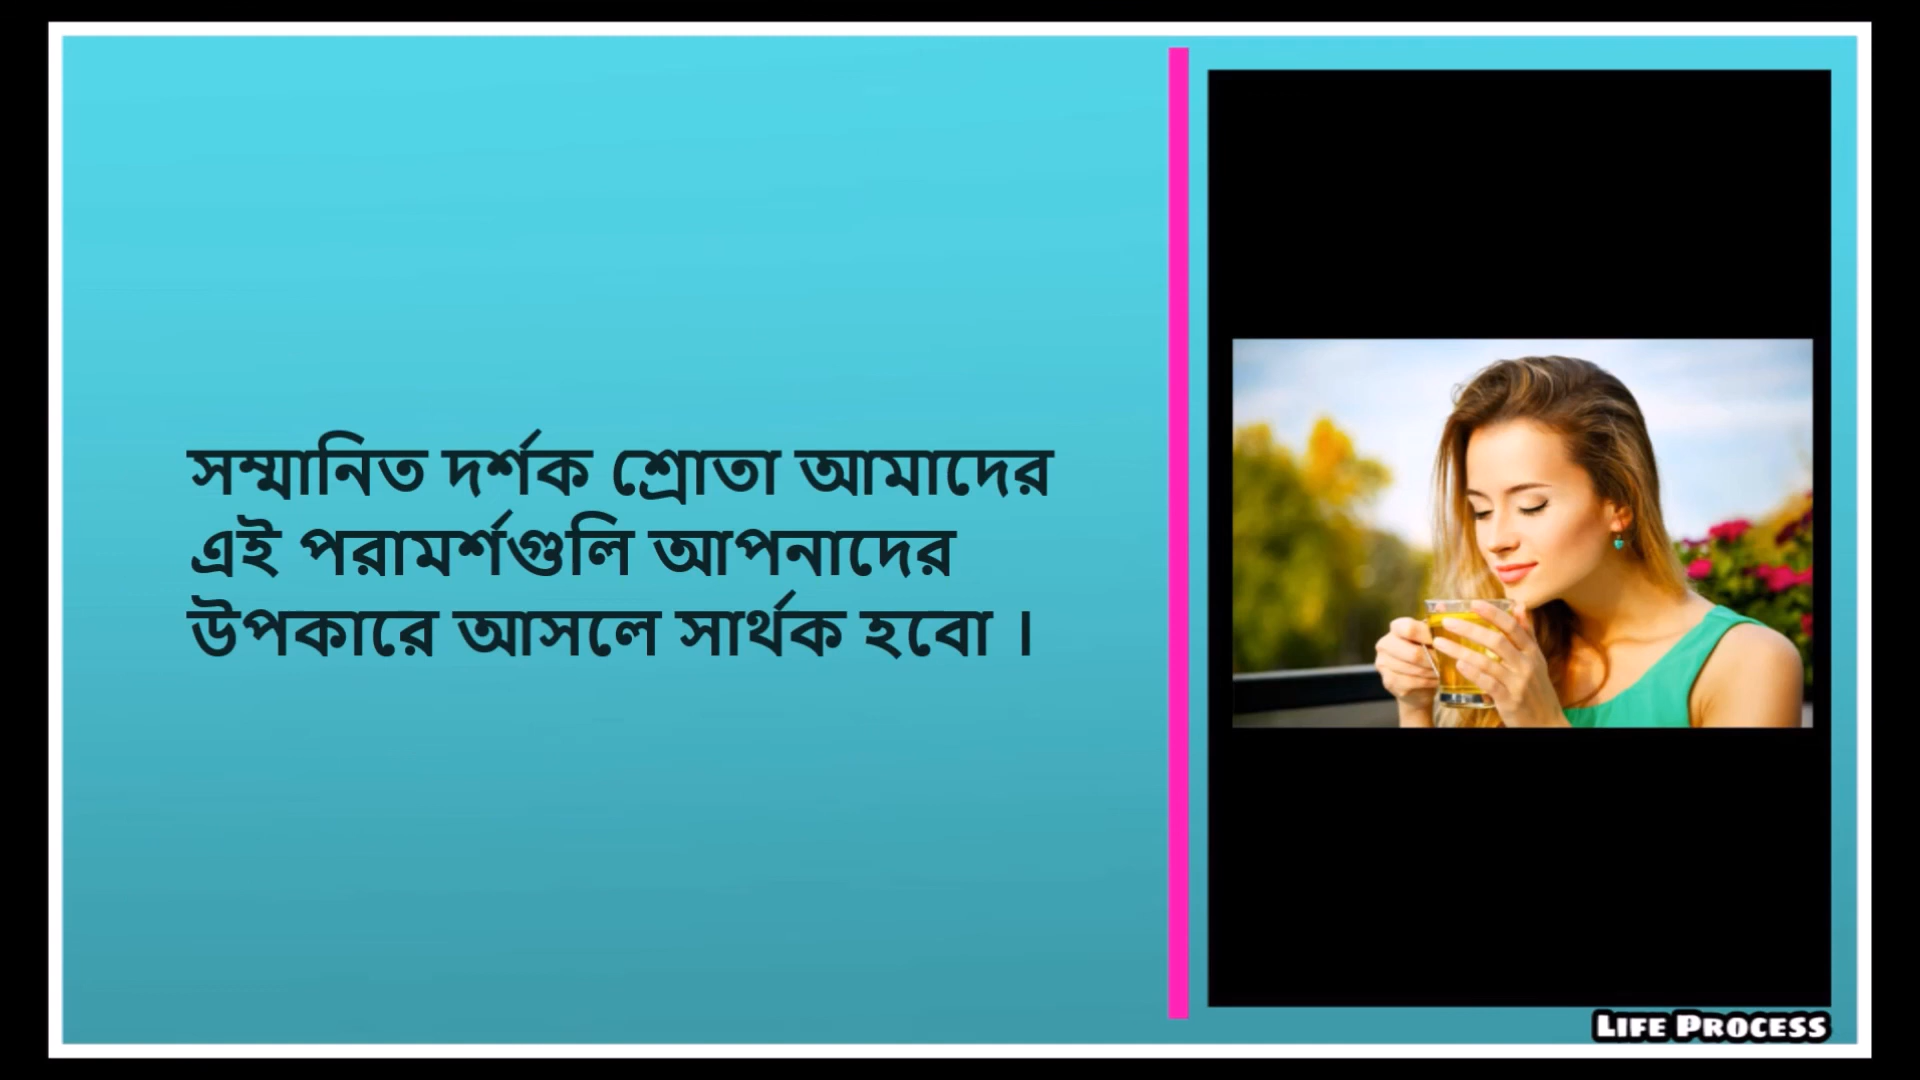 সম্মানিত দর্শক শ্রোতা আমাদের
এই পরামর্শগুলি আপনাদের
উপকারে আসলে সার্থক হবো ।
LIFE PROCESS